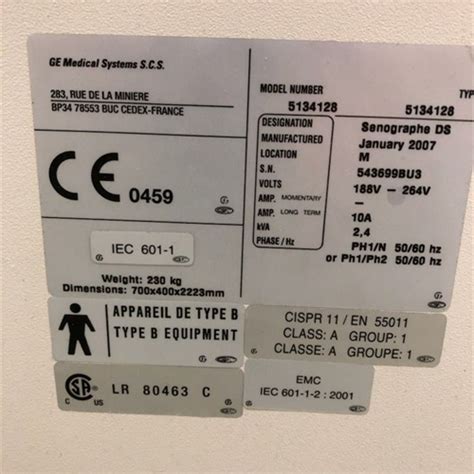 GE Medical Systems S.C.S.
283, RUE DE LA MINIERE
BP34 78553 BUC CEDEX-FRANCE
CE 0459
IEC 601-1
Weight: 230 kg
Dimensions: 700x400x2223mm
MODEL NUMBER TYP
5134128 5134128
DESIGNATION Senographe DS
MANUFACTURED January 2007
LOCATION M
S.N. 543699BU3
VOLTS 188V - 264V
AMP. MOMENTARY –
AMP. LONG TERM 10A
kVA 2,4
PHASE / Hz PH1/N 50/60 hz
or Ph1/Ph2 50/60 hz
APPAREIL DE TYPE B
TYPE B EQUIPMENT
CISPR 11 / EN 55011
CLASS: A GROUP: 1
CLASSE: A GROUPE: 1
SA
C US
LR 80463 C
EMC
IEC 601-1-2 : 2001